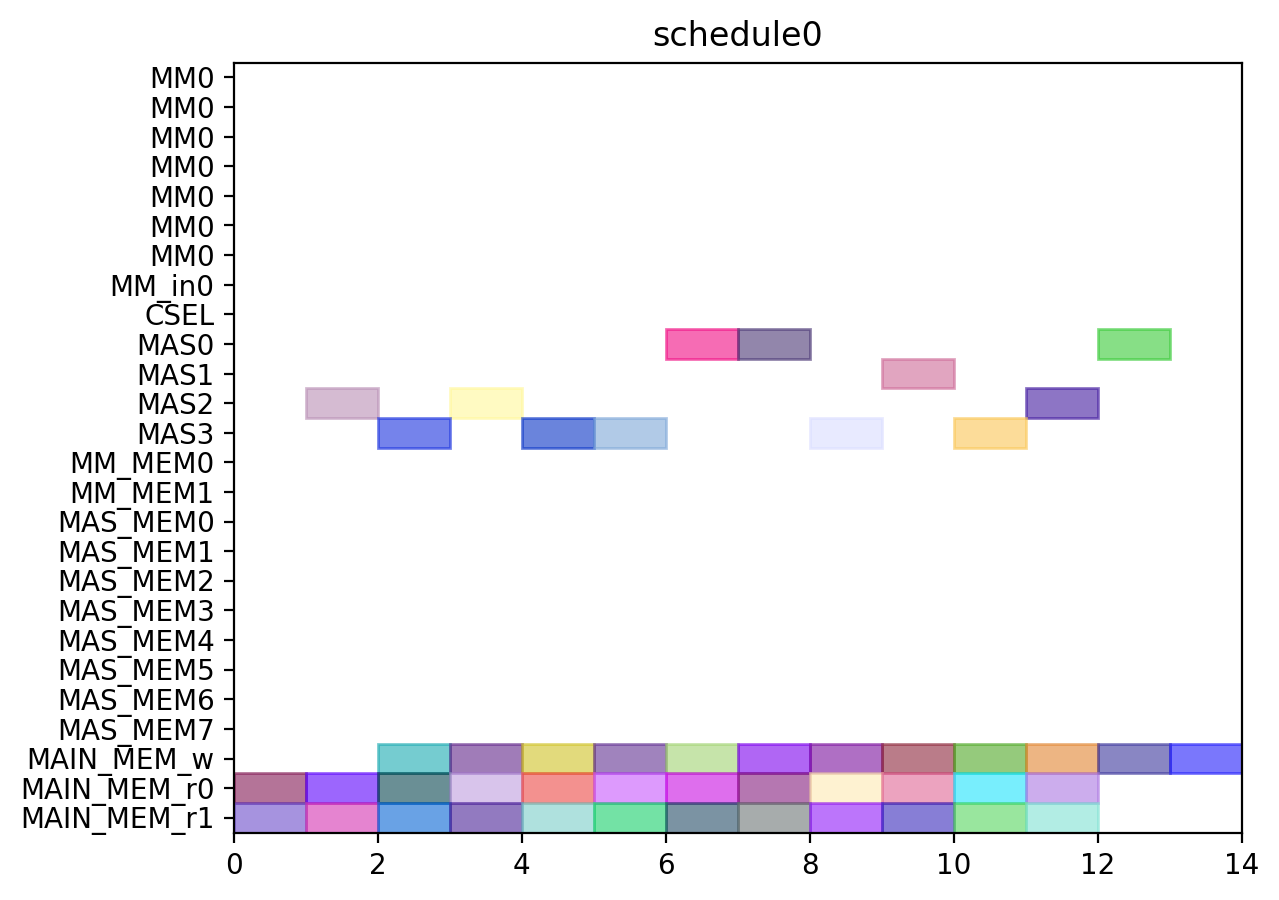 schedule0
MM0
MM0
MM0
MM0
MM0
MM0
MM0
MM_in0
CSEL
MAS0
MAS1
MAS2
MAS3
MM_MEM0
MM_MEM1
MAS_MEM0
MAS_MEM1
MAS_MEM2
MAS_MEM3
MAS_MEM4
MAS_MEM5
MAS_MEM6
MAS_MEM7
MAIN_MEM_w
MAIN_MEM_r0
MAIN_MEM_r1
0 2 4 6 8 10 12 14